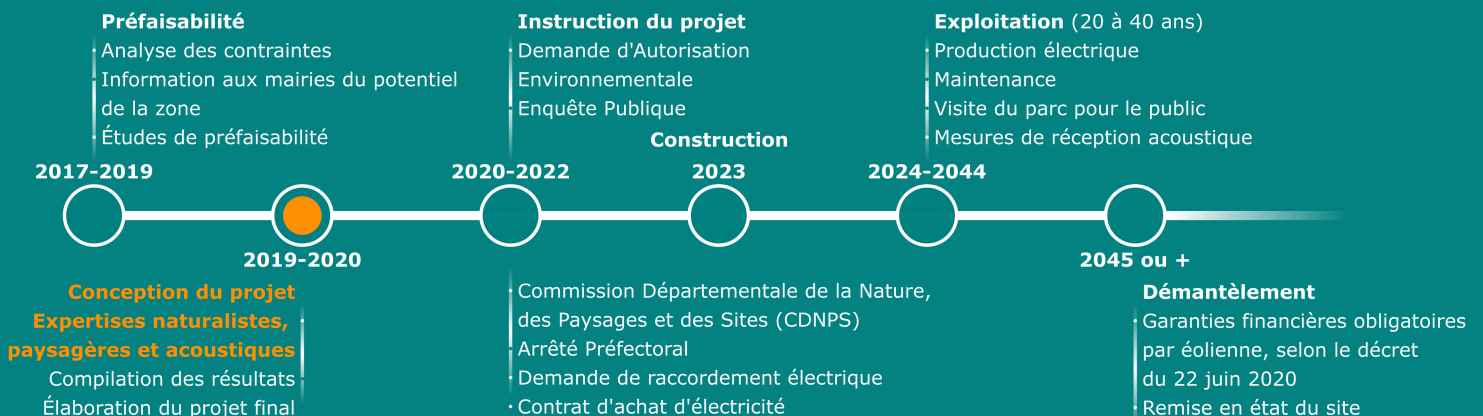 Préfaisabilité
Analyse des contraintes
Information aux mairies du potentiel
de la zone
Études de préfaisabilité
2017-2019
Instruction du projet
Demande d'Autorisation
Environnementale
Enquête Publique
2020-2022
Construction
2023
Exploitation (20 à 40 ans)
Production électrique
Maintenance
Visite du parc pour le public
Mesures de réception acoustique
2024-2044
2019-2020
Conception du projet
Expertises naturalistes,
paysagères et acoustiques
Compilation des résultats
Élaboration du projet final
Commission Départementale de la Nature,
des Paysages et des Sites (CDNPS)
Arrêté Préfectoral
Demande de raccordement électrique
Contrat d'achat d'électricité
2045 ou +
Démantèlement
Garanties financières obligatoires
par éolienne, selon le décret
du 22 juin 2020
Remise en état du site